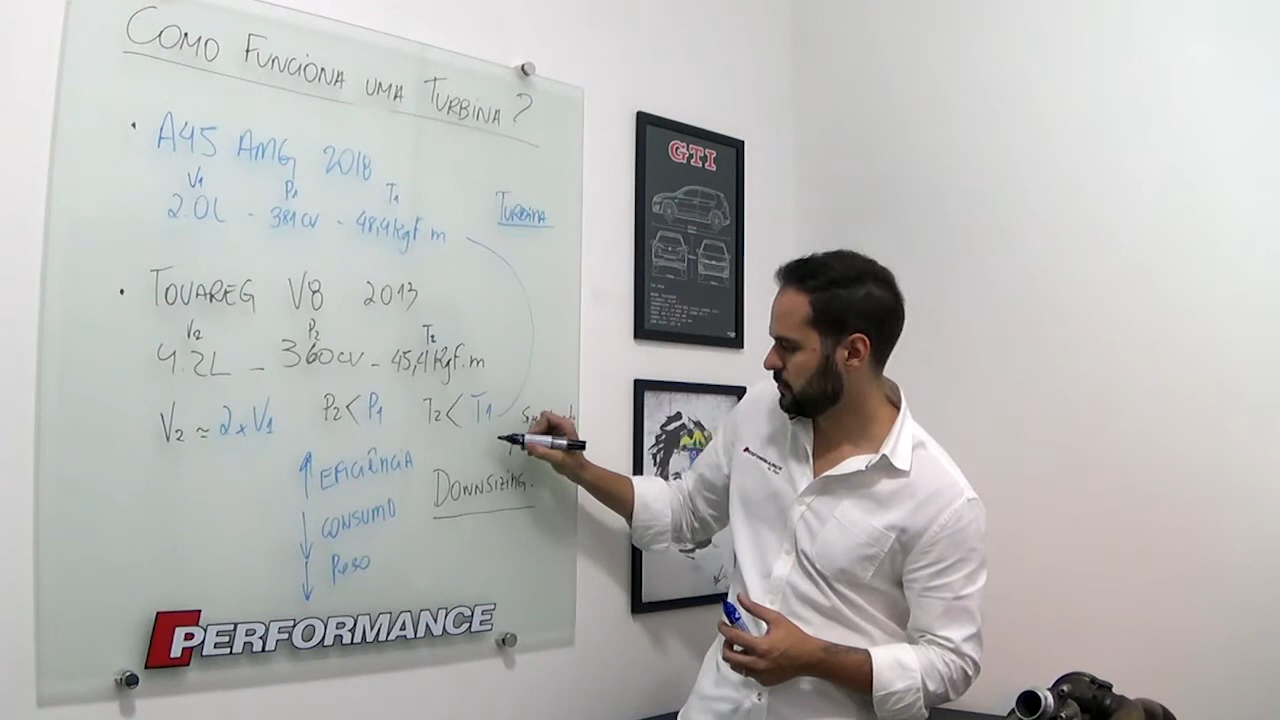 COMO FUNCIONA UMA TURBINA?
• A45 AMG 2018
V1 P1 T1
2.0L - 381cv - 48,4Kgf.m
TURBINA
• TOUAREG V8 2013
V2 P2 T2
4.2L - 360cv - 45,4Kgf.m
V2 ≈ 2xV1 P2<P1 T2<T1
↑ EFICIÊNCIA
↓ CONSUMO
↓ PESO
DOWNSIZING.
PERFORMANCE
GTI
PERFORMANCE